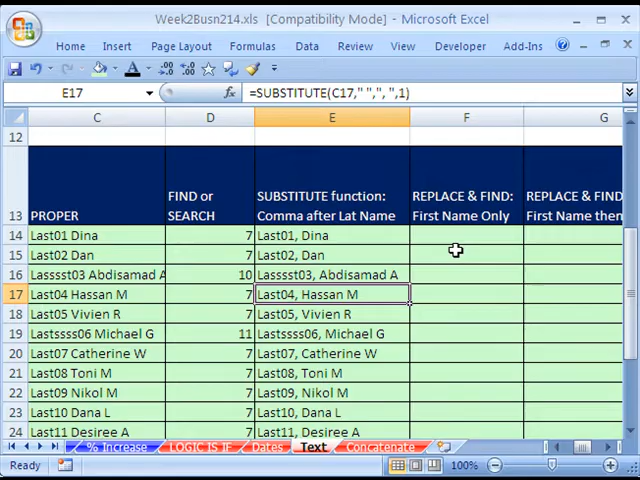 Week2Busn214.xls [Compatibility Mode] - Microsoft Excel
Home Insert Page Layout Formulas Data Review View Developer Add-Ins
E17 fx =SUBSTITUTE(C17," ",", ",1)
C D E F G
12
13 PROPER FIND or SEARCH SUBSTITUTE function: Comma after Lat Name REPLACE & FIND: First Name Only REPLACE & FIND: First Name then
14 Last01 Dina 7 Last01, Dina
15 Last02 Dan 7 Last02, Dan
16 Lasssst03 Abdisamad A 10 Lasssst03, Abdisamad A
17 Last04 Hassan M 7 Last04, Hassan M
18 Last05 Vivien R 7 Last05, Vivien R
19 Lastssss06 Michael G 11 Lastssss06, Michael G
20 Last07 Catherine W 7 Last07, Catherine W
21 Last08 Toni M 7 Last08, Toni M
22 Last09 Nikol M 7 Last09, Nikol M
23 Last10 Dana L 7 Last10, Dana L
24 Last11 Desiree A 7 Last11, Desiree A
% Increase LOGIC IS IF Dates Text Concatenate
Ready 100%